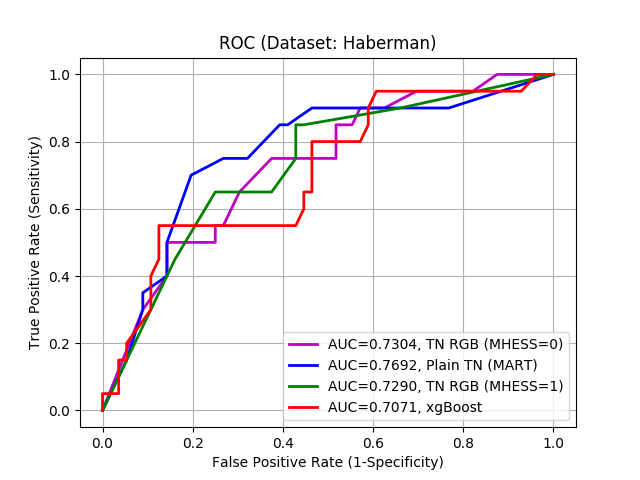 ROC (Dataset: Haberman)
True Positive Rate (Sensitivity)
1.0
0.8
0.6
0.4
0.2
0.0
AUC=0.7304, TN RGB (MHESS=0)
AUC=0.7692, Plain TN (MART)
AUC=0.7290, TN RGB (MHESS=1)
AUC=0.7071, xgBoost
0.0 0.2 0.4 0.6 0.8 1.0
False Positive Rate (1-Specificity)